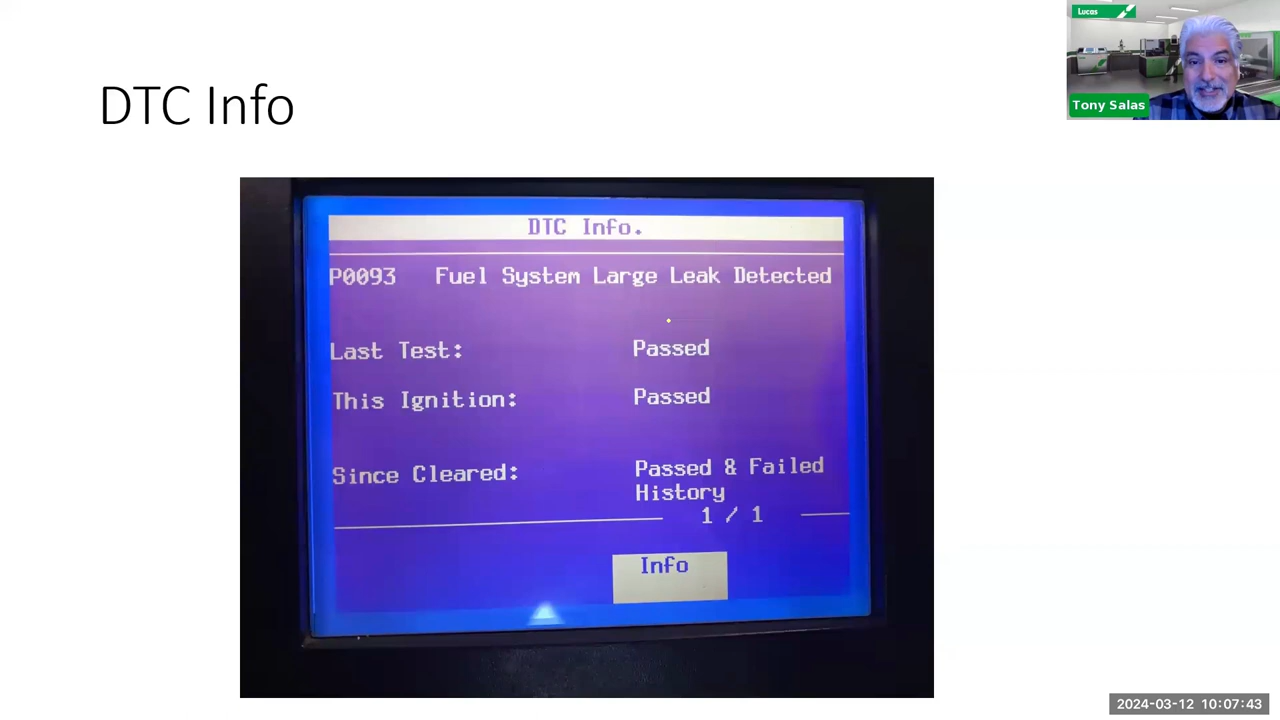 Lucas
Tony Salas
DTC Info
DTC Info.
P0093 Fuel System Large Leak Detected
Last Test: Passed
This Ignition: Passed
Since Cleared: Passed & Failed
History
1 / 1
Info
2024-03-12 10:07:43